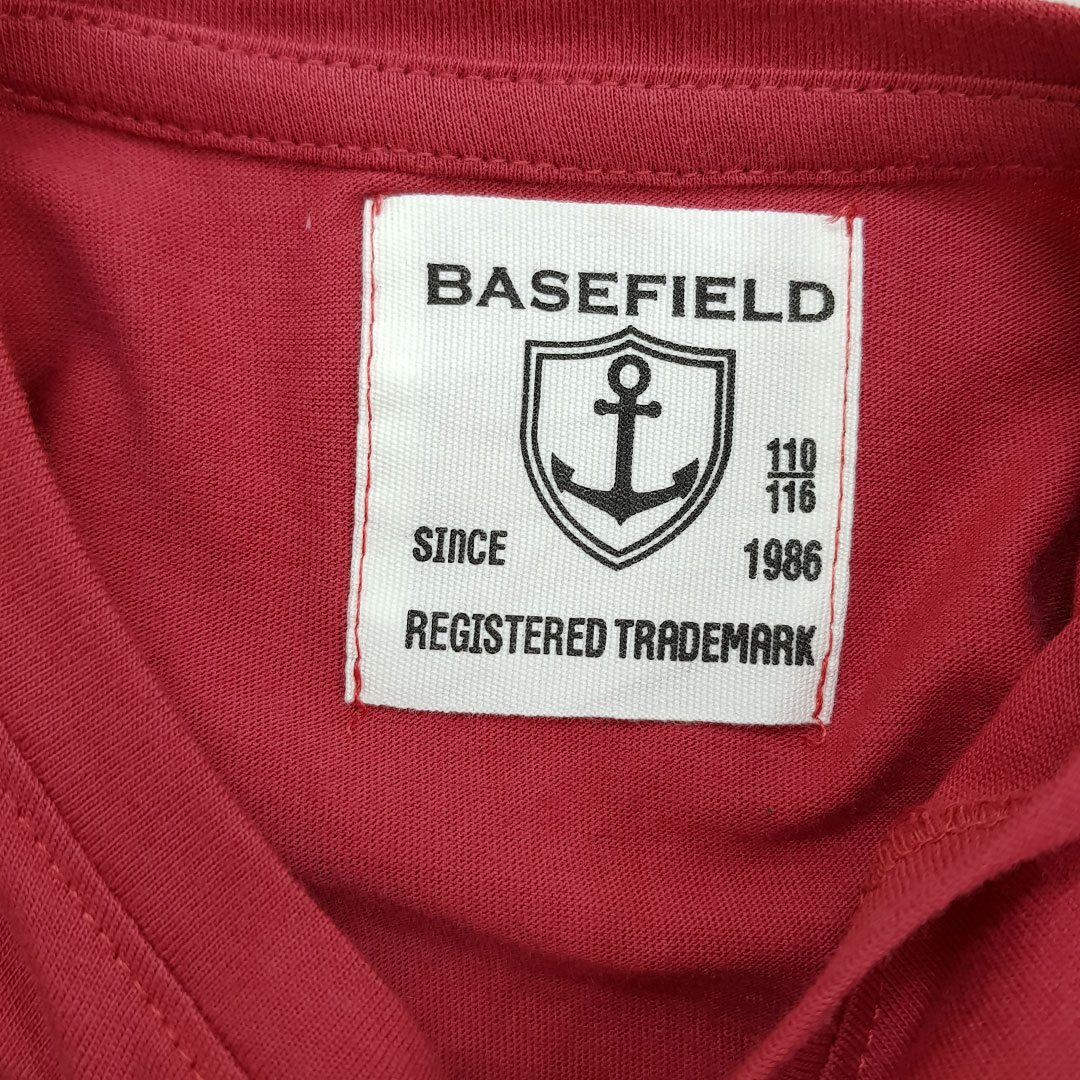 BASEFIELD
110
116
SINCE 1986
REGISTERED TRADEMARK